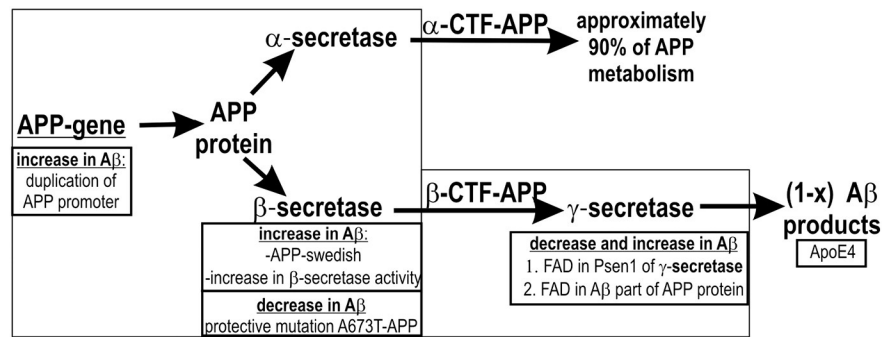 α-secretase
α-CTF-APP
approximately
90% of APP
metabolism
APP-gene
APP
protein
increase in Aβ:
duplication of
APP promoter
β-secretase
β-CTF-APP
γ-secretase
(1-x) Aβ
products
increase in Aβ:
-APP-swedish
-increase in β-secretase activity
decrease in Aβ
protective mutation A673T-APP
decrease and increase in Aβ
1. FAD in Psen1 of γ-secretase
2. FAD in Aβ part of APP protein
ApoE4